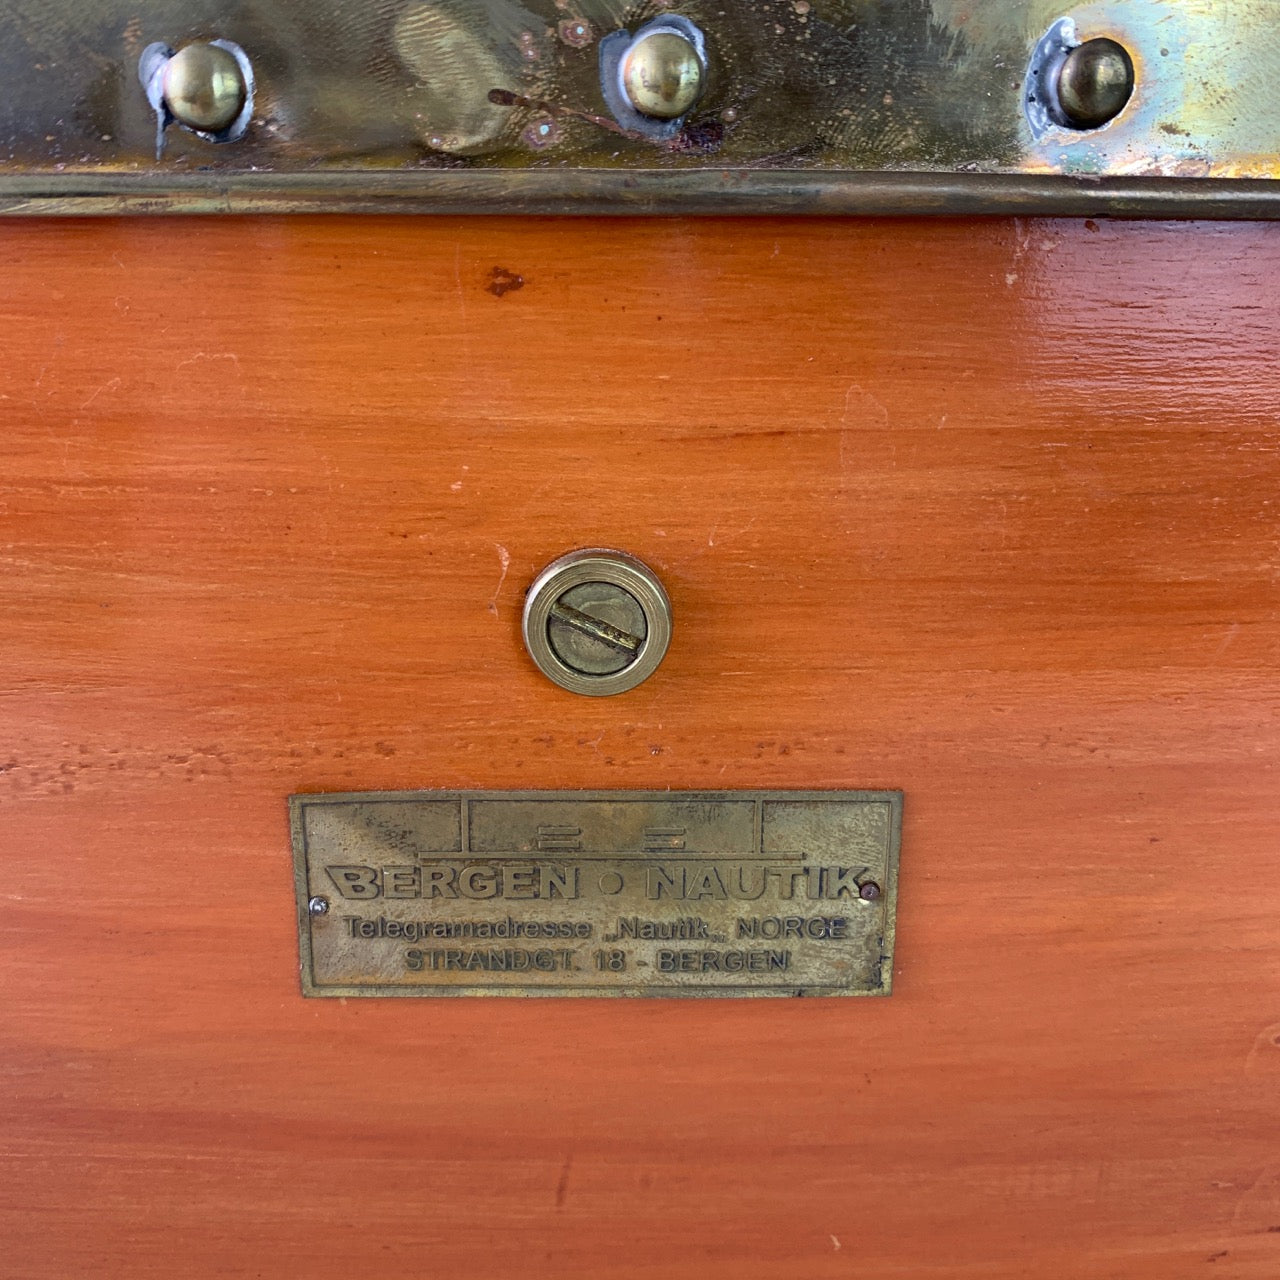 BERGEN • NAUTIK
Telegramadresse „Nautik„ NORGE
STRANDGT. 18 - BERGEN